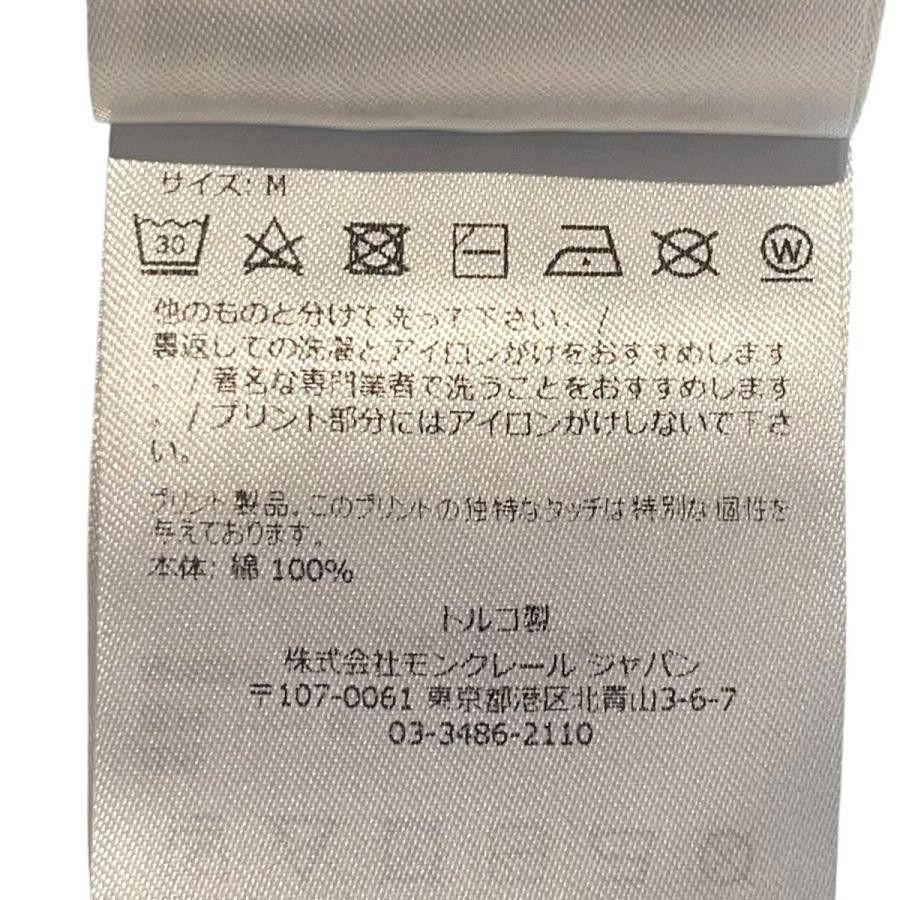 サイズ: M
30
W
他のものと分けて洗って下さい。/
裏返しての洗濯とアイロンがけをおすすめします
。/ 著名な専門業者で洗うことをおすすめします
。/ プリント部分にはアイロンがけしないで下さ
い。
プリント製品。このプリントの独特なタッチは特別な個性を
与えております。
本体: 綿 100%
トルコ製
株式会社モンクレール ジャパン
〒107-0061 東京都港区北青山3-6-7
03-3486-2110